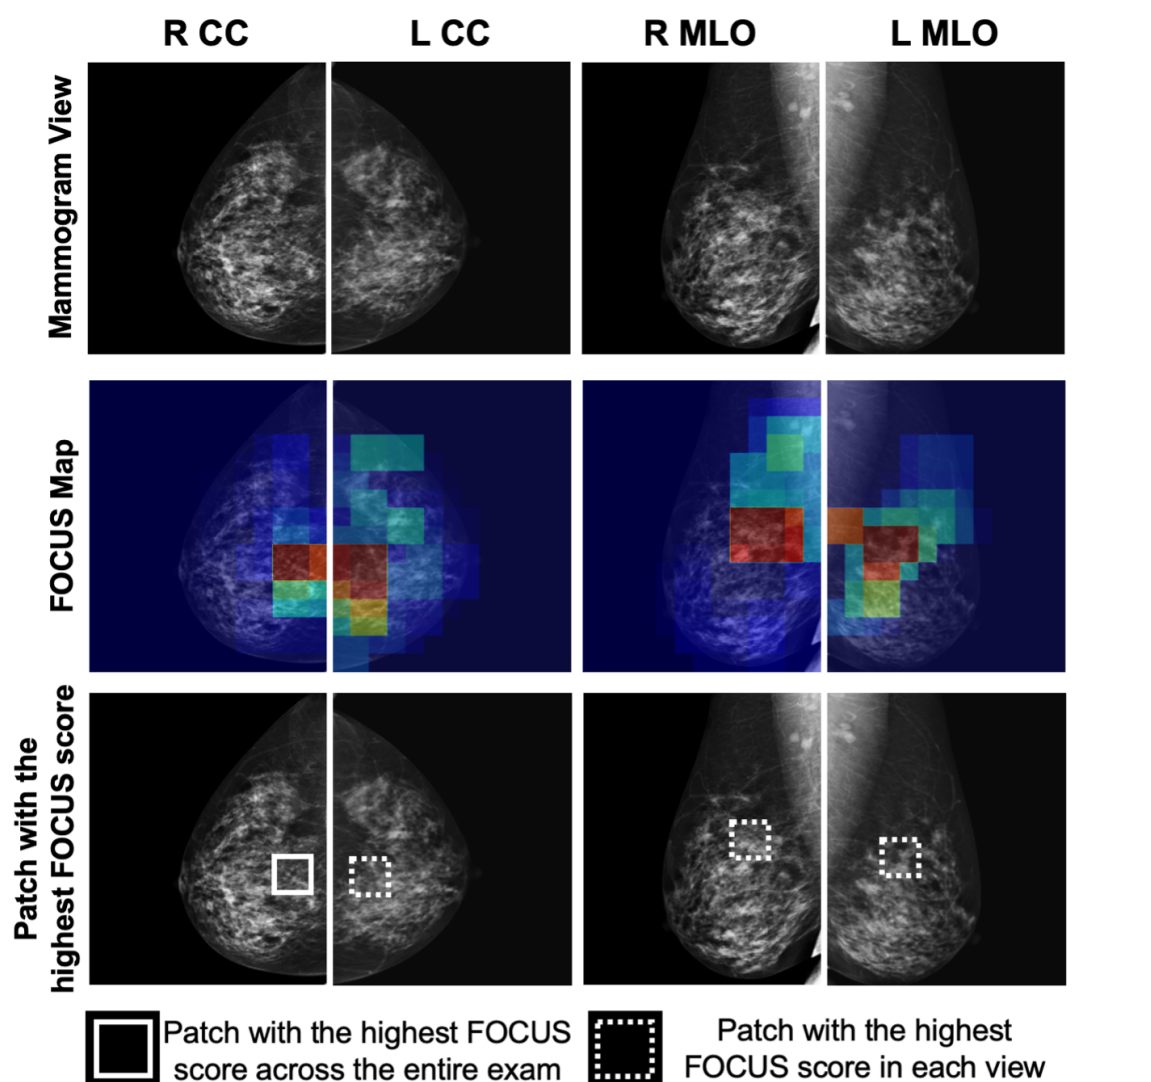 R CC
L CC
R MLO
L MLO
Mammogram View
FOCUS Map
Patch with the
highest FOCUS score
Patch with the highest FOCUS
score across the entire exam
Patch with the highest
FOCUS score in each view